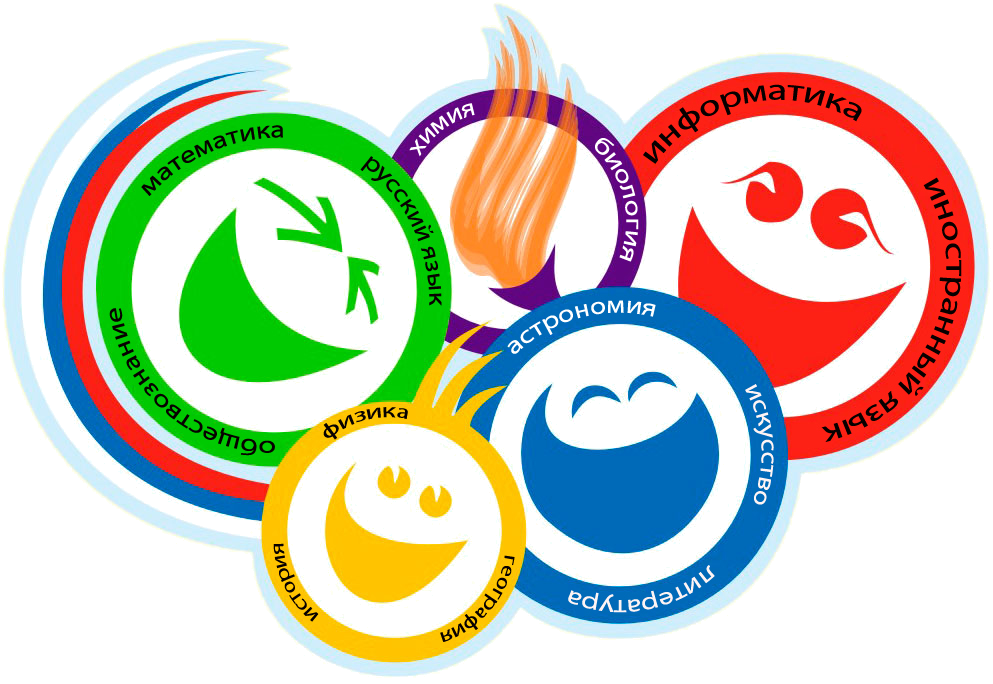 математика
русский язык
обществознание
химия
биология
информатика
иностранный язык
физика
история
география
астрономия
искусство
литература